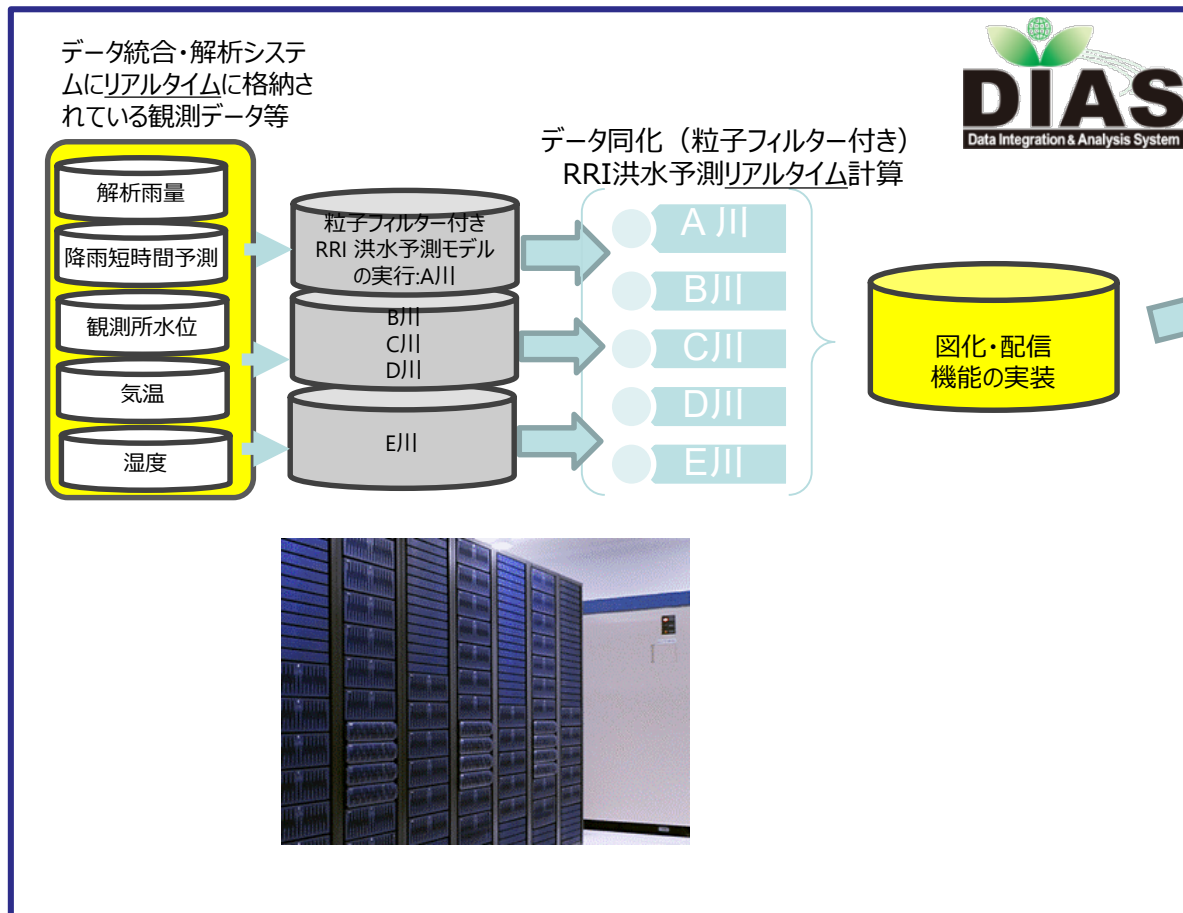 データ統合・解析システ
ムにリアルタイムに格納さ
れている観測データ等
DIAS
Data Integration & Analysis System
データ同化（粒子フィルター付き）
RRI洪水予測リアルタイム計算
解析雨量
降雨短時間予測
観測所水位
気温
湿度
粒子フィルター付き
RRI 洪水予測モデル
の実行:A川
B川
C川
D川
E川
A 川
B川
C川
D川
E川
図化・配信
機能の実装